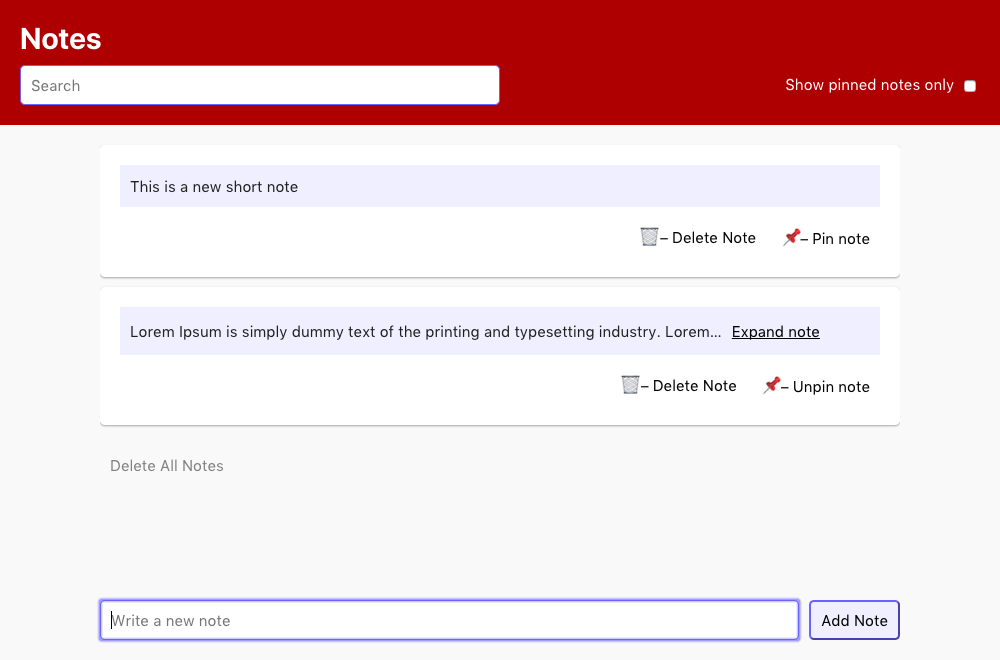 Notes
Search
Show pinned notes only
This is a new short note
– Delete Note
– Pin note
Lorem Ipsum is simply dummy text of the printing and typesetting industry. Lorem... Expand note
– Delete Note
– Unpin note
Delete All Notes
Write a new note
Add Note